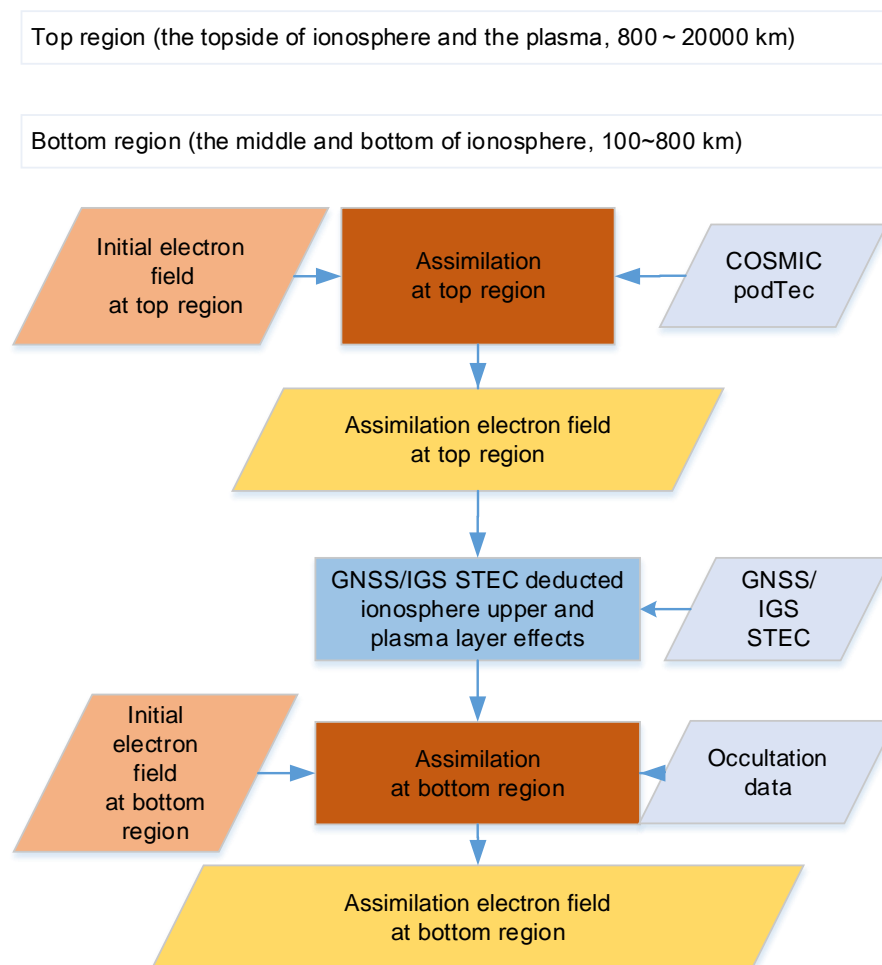 Top region (the topside of ionosphere and the plasma, 800 ~ 20000 km)
Bottom region (the middle and bottom of ionosphere, 100~800 km)
Initial electron
field
at top region
Assimilation
at top region
COSMIC
podTec
Assimilation electron field
at top region
GNSS/IGS STEC deducted
ionosphere upper and
plasma layer effects
GNSS/
IGS
STEC
Initial
electron
field
at bottom
region
Assimilation
at bottom region
Occultation
data
Assimilation electron field
at bottom region